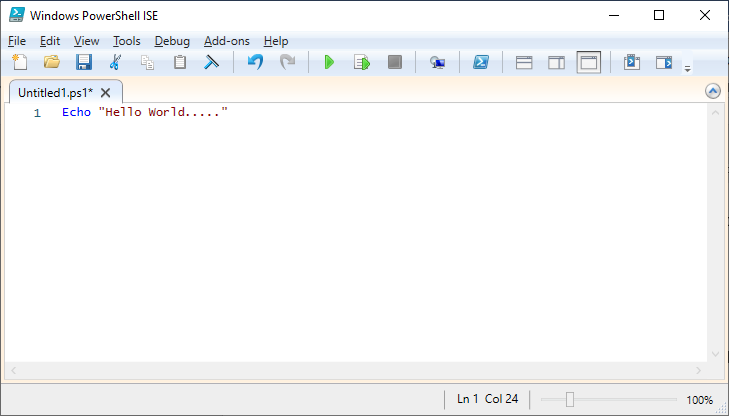 Windows PowerShell ISE
File Edit View Tools Debug Add-ons Help
Untitled1.ps1*
1 Echo "Hello World....."
Ln 1 Col 24 100%